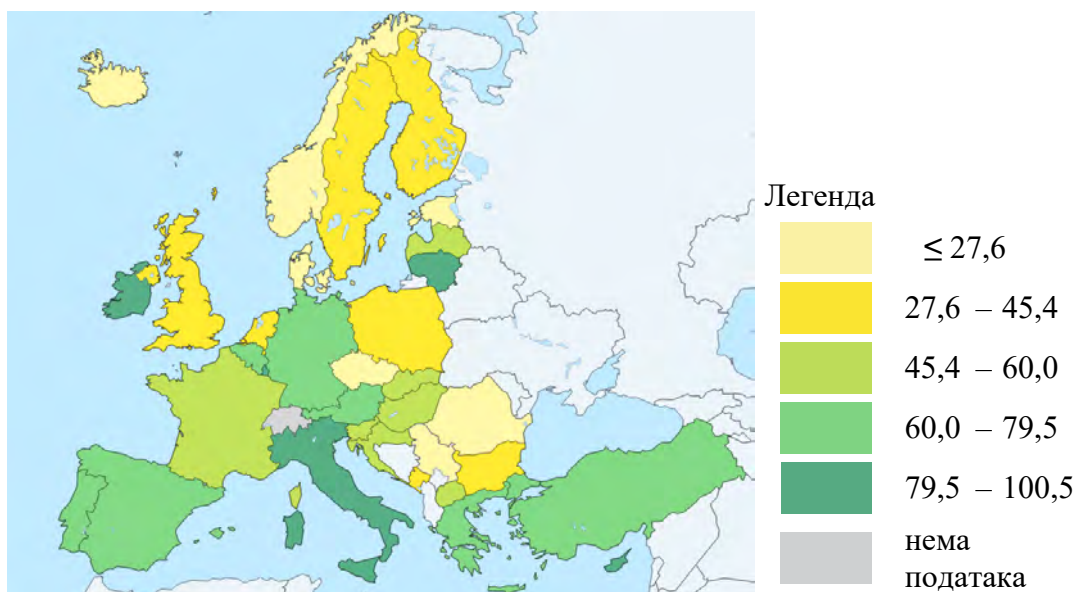 Легенда
≤ 27,6
27,6 – 45,4
45,4 – 60,0
60,0 – 79,5
79,5 – 100,5
нема
података